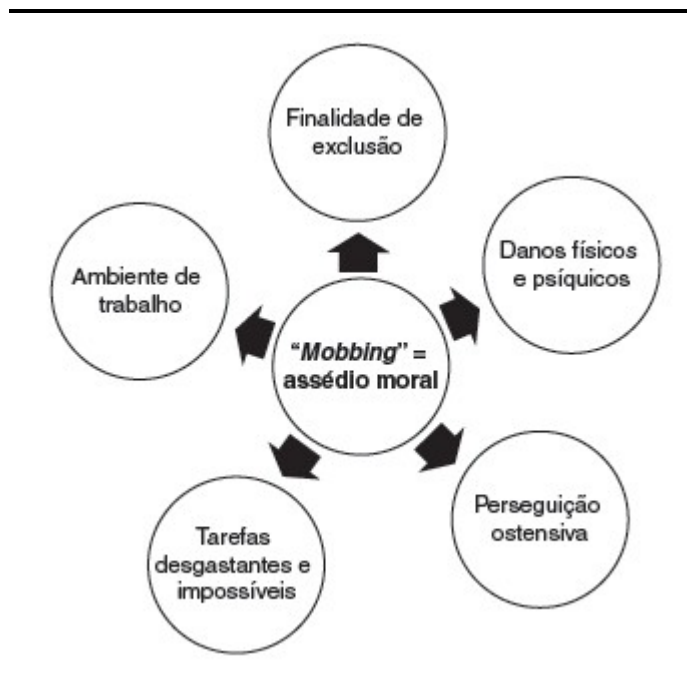 Finalidade de
exclusão
Danos físicos
e psíquicos
Ambiente de
trabalho
“Mobbing” =
assédio moral
Perseguição
ostensiva
Tarefas
desgastantes e
impossíveis